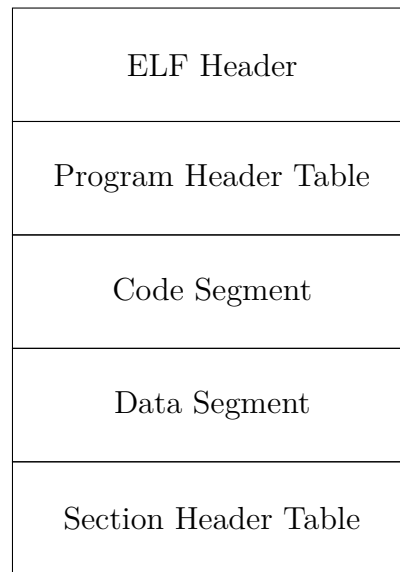 ELF Header
Program Header Table
Code Segment
Data Segment
Section Header Table